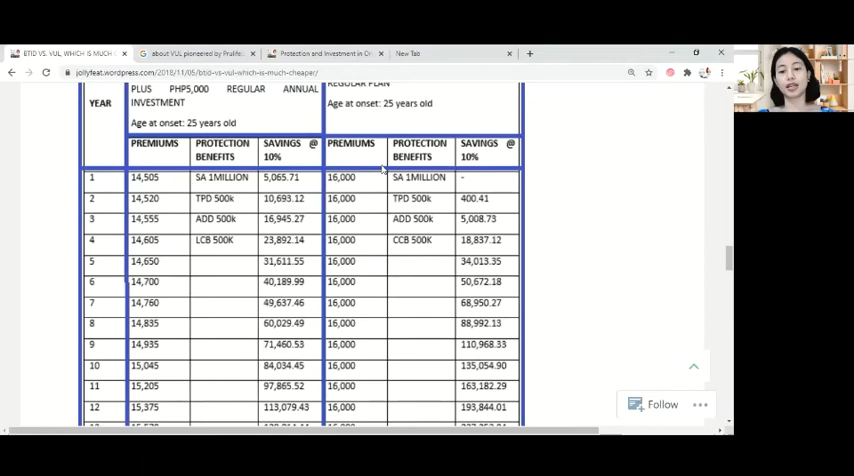 BTID VS. VUL, WHICH IS MUCH C
about VUL pioneered by Prulife
Protection and Investment in On
New Tab
jollyfeat.wordpress.com/2018/11/05/btid-vs-vul-which-is-much-cheaper/
YEAR
PLUS PHP5,000 REGULAR ANNUAL
INVESTMENT
Age at onset: 25 years old
REGULAR PLAN
Age at onset: 25 years old
PREMIUMS PROTECTION BENEFITS SAVINGS @ 10% PREMIUMS PROTECTION BENEFITS SAVINGS @ 10%
1 14,505 SA 1MILLION 5,065.71 16,000 SA 1MILLION -
2 14,520 TPD 500k 10,693.12 16,000 TPD 500k 400.41
3 14,555 ADD 500k 16,945.27 16,000 ADD 500k 5,008.73
4 14,605 LCB 500K 23,892.14 16,000 CCB 500K 18,837.12
5 14,650 31,611.55 16,000 34,013.35
6 14,700 40,189.99 16,000 50,672.18
7 14,760 49,637.46 16,000 68,950.27
8 14,835 60,029.49 16,000 88,992.13
9 14,935 71,460.53 16,000 110,968.33
10 15,045 84,034.45 16,000 135,054.90
11 15,205 97,865.52 16,000 163,182.29
12 15,375 113,079.43 16,000 193,844.01
Follow